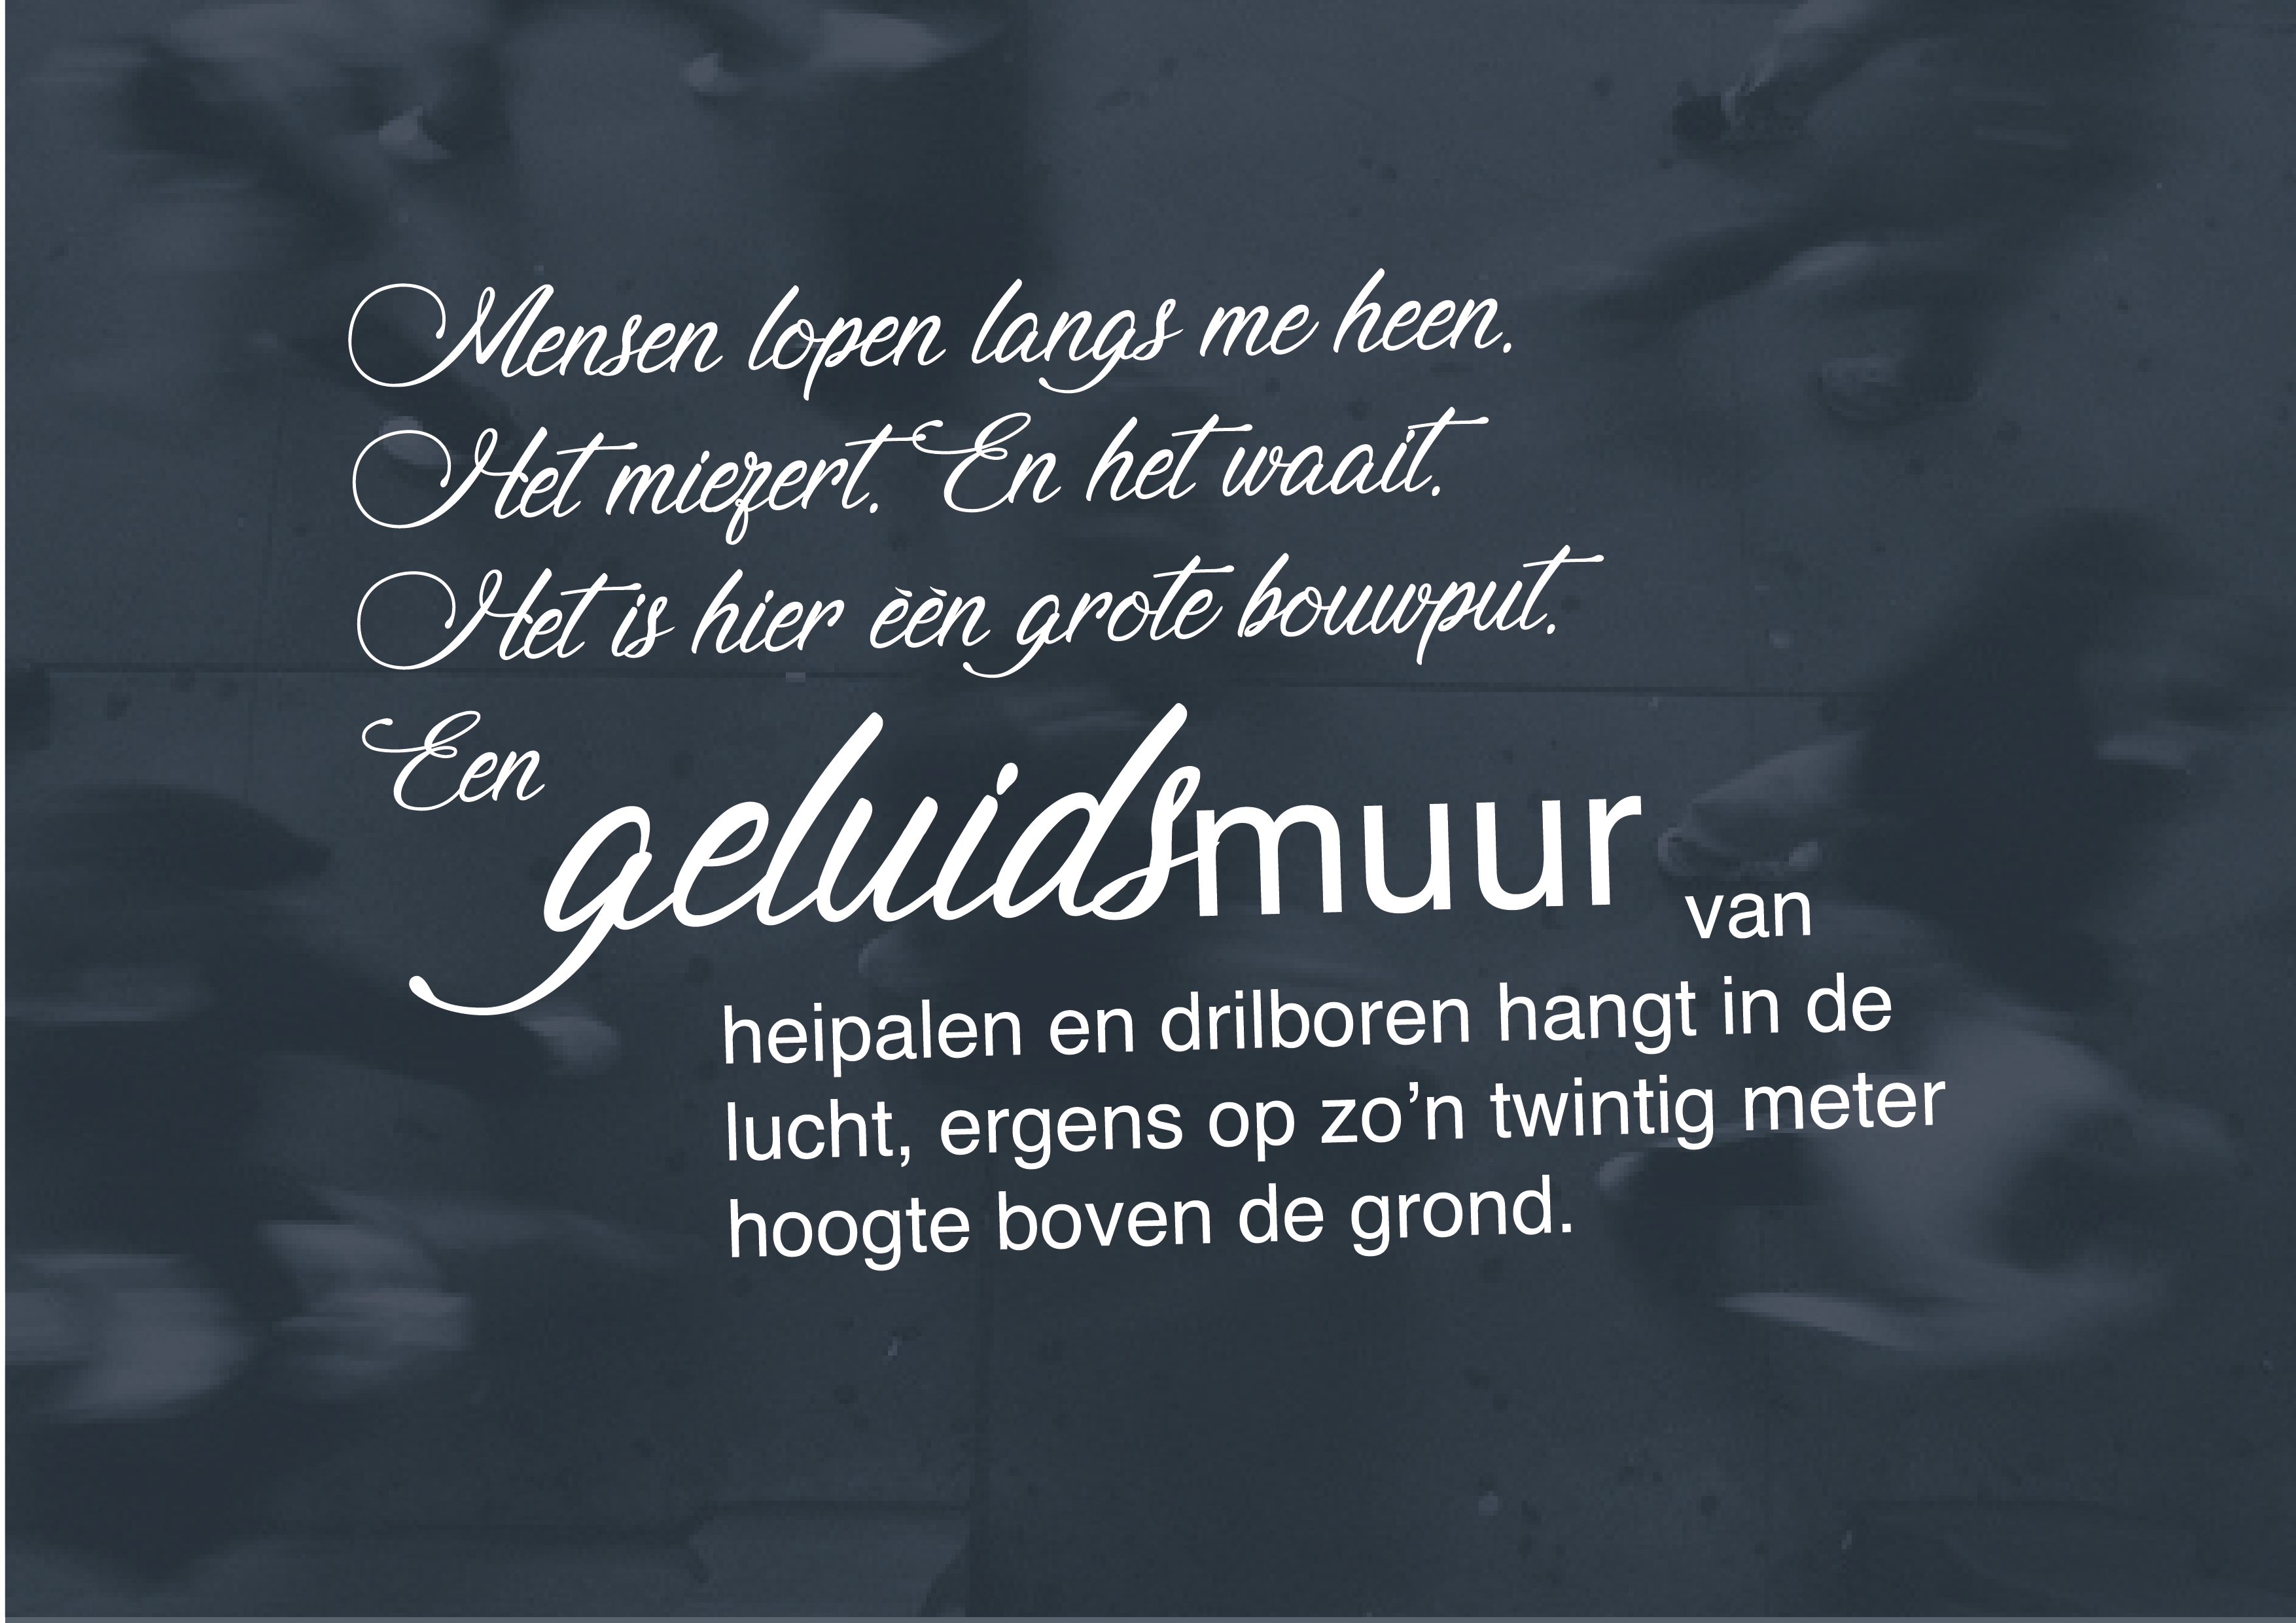 Mensen lopen langs me heen.
Het miezert. En het waait.
Het is hier èèn grote bouwput.
Een geluidsmuur van
heipalen en drilboren hangt in de
lucht, ergens op zo’n twintig meter
hoogte boven de grond.